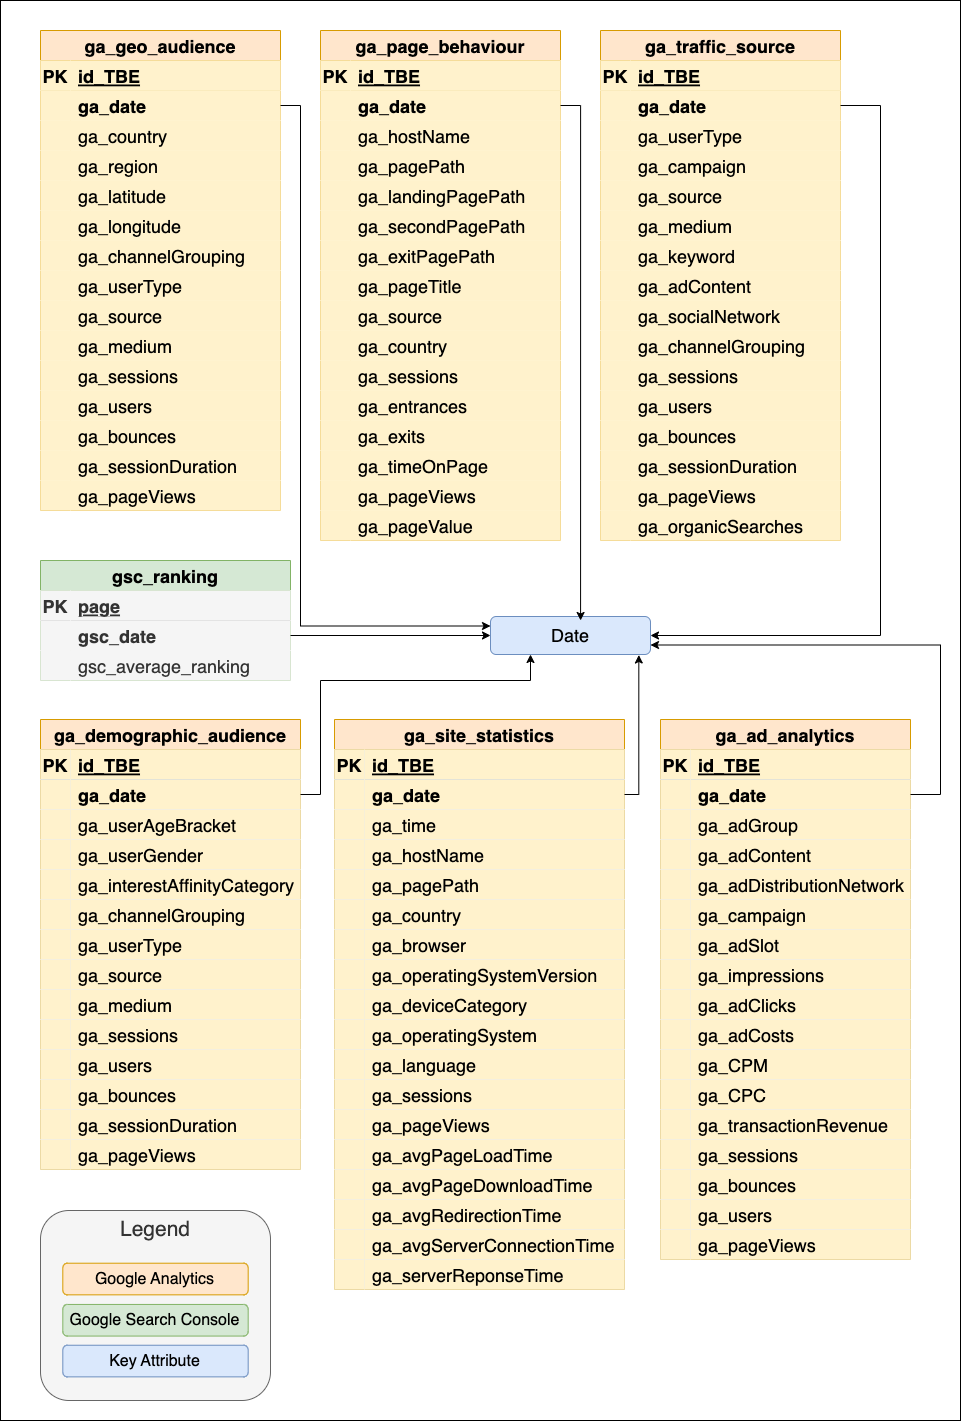 ga_geo_audience
PK id_TBE
ga_date
ga_country
ga_region
ga_latitude
ga_longitude
ga_channelGrouping
ga_userType
ga_source
ga_medium
ga_sessions
ga_users
ga_bounces
ga_sessionDuration
ga_pageViews
ga_page_behaviour
PK id_TBE
ga_date
ga_hostName
ga_pagePath
ga_landingPagePath
ga_secondPagePath
ga_exitPagePath
ga_pageTitle
ga_source
ga_country
ga_sessions
ga_entrances
ga_exits
ga_timeOnPage
ga_pageViews
ga_pageValue
ga_traffic_source
PK id_TBE
ga_date
ga_userType
ga_campaign
ga_source
ga_medium
ga_keyword
ga_adContent
ga_socialNetwork
ga_channelGrouping
ga_sessions
ga_users
ga_bounces
ga_sessionDuration
ga_pageViews
ga_organicSearches
gsc_ranking
PK page
gsc_date
gsc_average_ranking
Date
ga_demographic_audience
PK id_TBE
ga_date
ga_userAgeBracket
ga_userGender
ga_interestAffinityCategory
ga_channelGrouping
ga_userType
ga_source
ga_medium
ga_sessions
ga_users
ga_bounces
ga_sessionDuration
ga_pageViews
ga_site_statistics
PK id_TBE
ga_date
ga_time
ga_hostName
ga_pagePath
ga_country
ga_browser
ga_operatingSystemVersion
ga_deviceCategory
ga_operatingSystem
ga_language
ga_sessions
ga_pageViews
ga_avgPageLoadTime
ga_avgPageDownloadTime
ga_avgRedirectionTime
ga_avgServerConnectionTime
ga_serverReponseTime
ga_ad_analytics
PK id_TBE
ga_date
ga_adGroup
ga_adContent
ga_adDistributionNetwork
ga_campaign
ga_adSlot
ga_impressions
ga_adClicks
ga_adCosts
ga_CPM
ga_CPC
ga_transactionRevenue
ga_sessions
ga_bounces
ga_users
ga_pageViews
Legend
Google Analytics
Google Search Console
Key Attribute